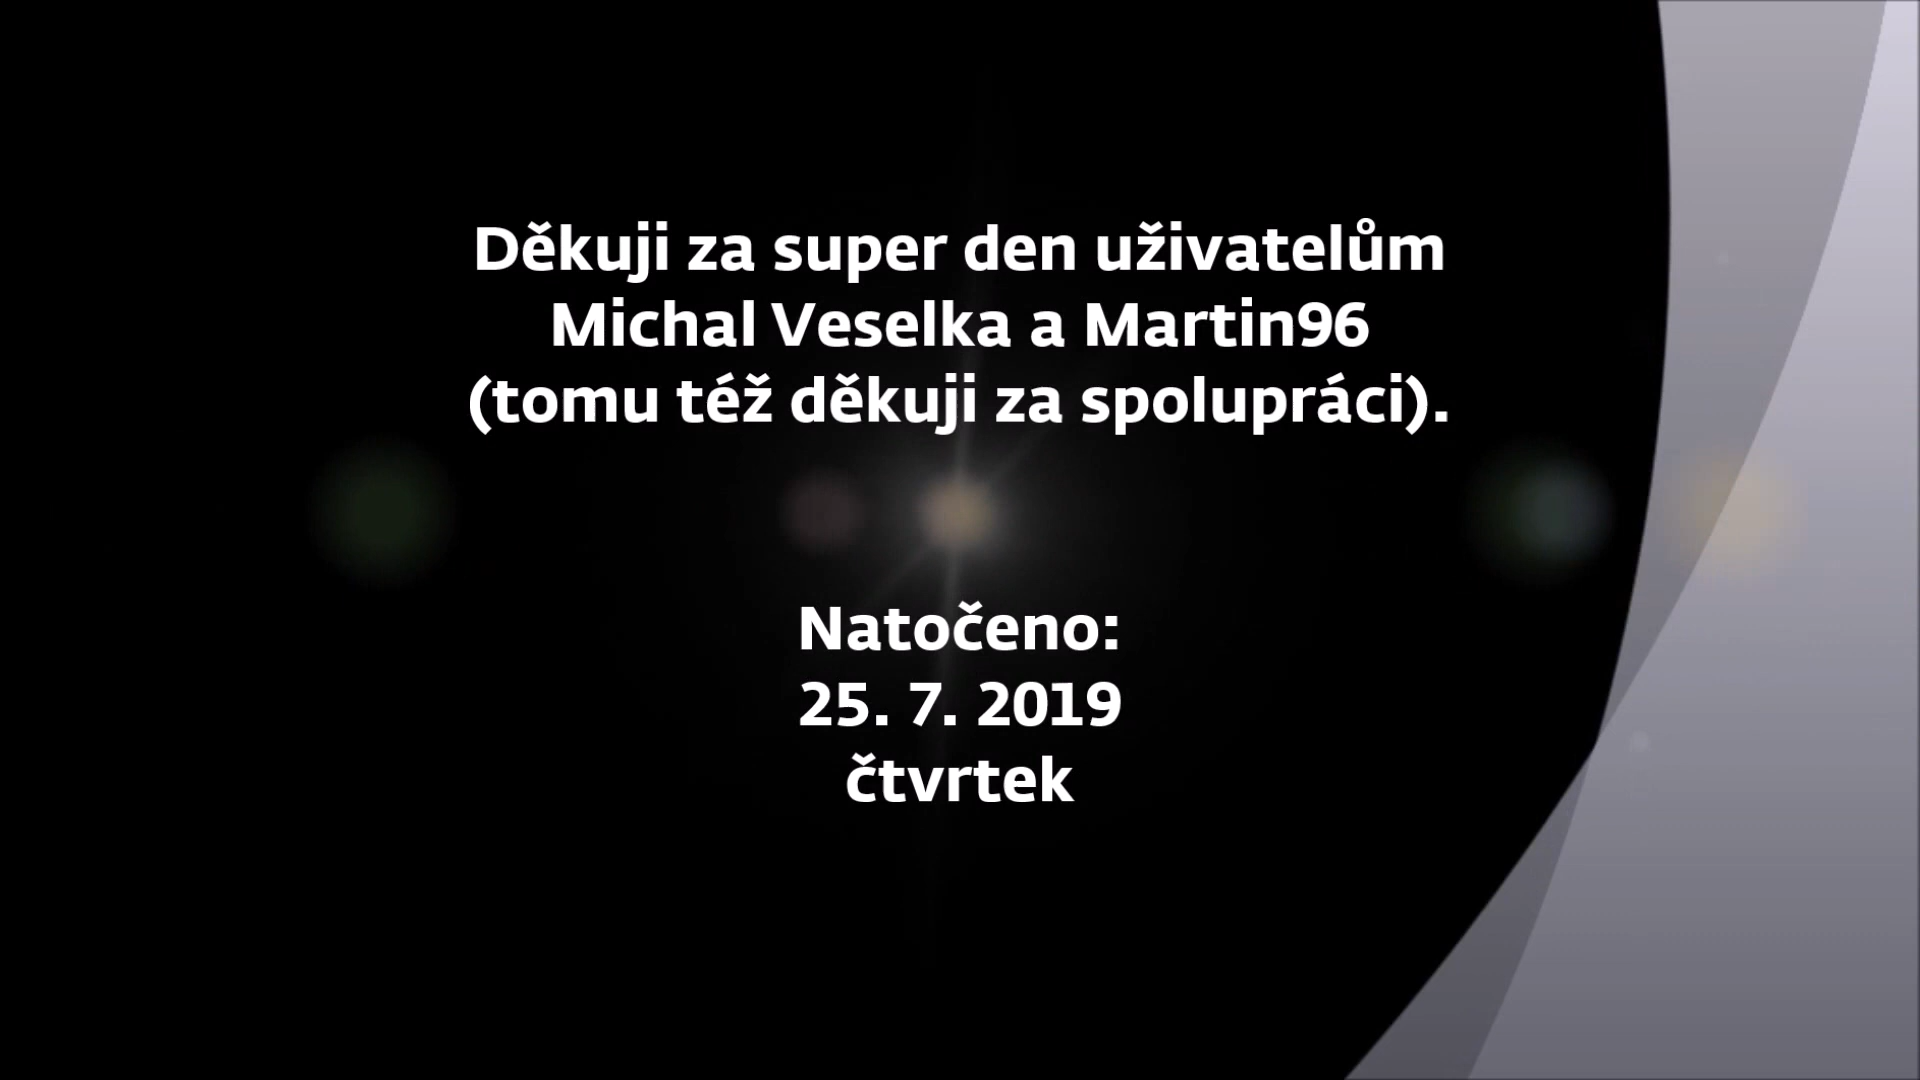 Děkuji za super den uživatelům
Michal Veselka a Martin96
(tomu též děkuji za spolupráci).
Natočeno:
25. 7. 2019
čtvrtek